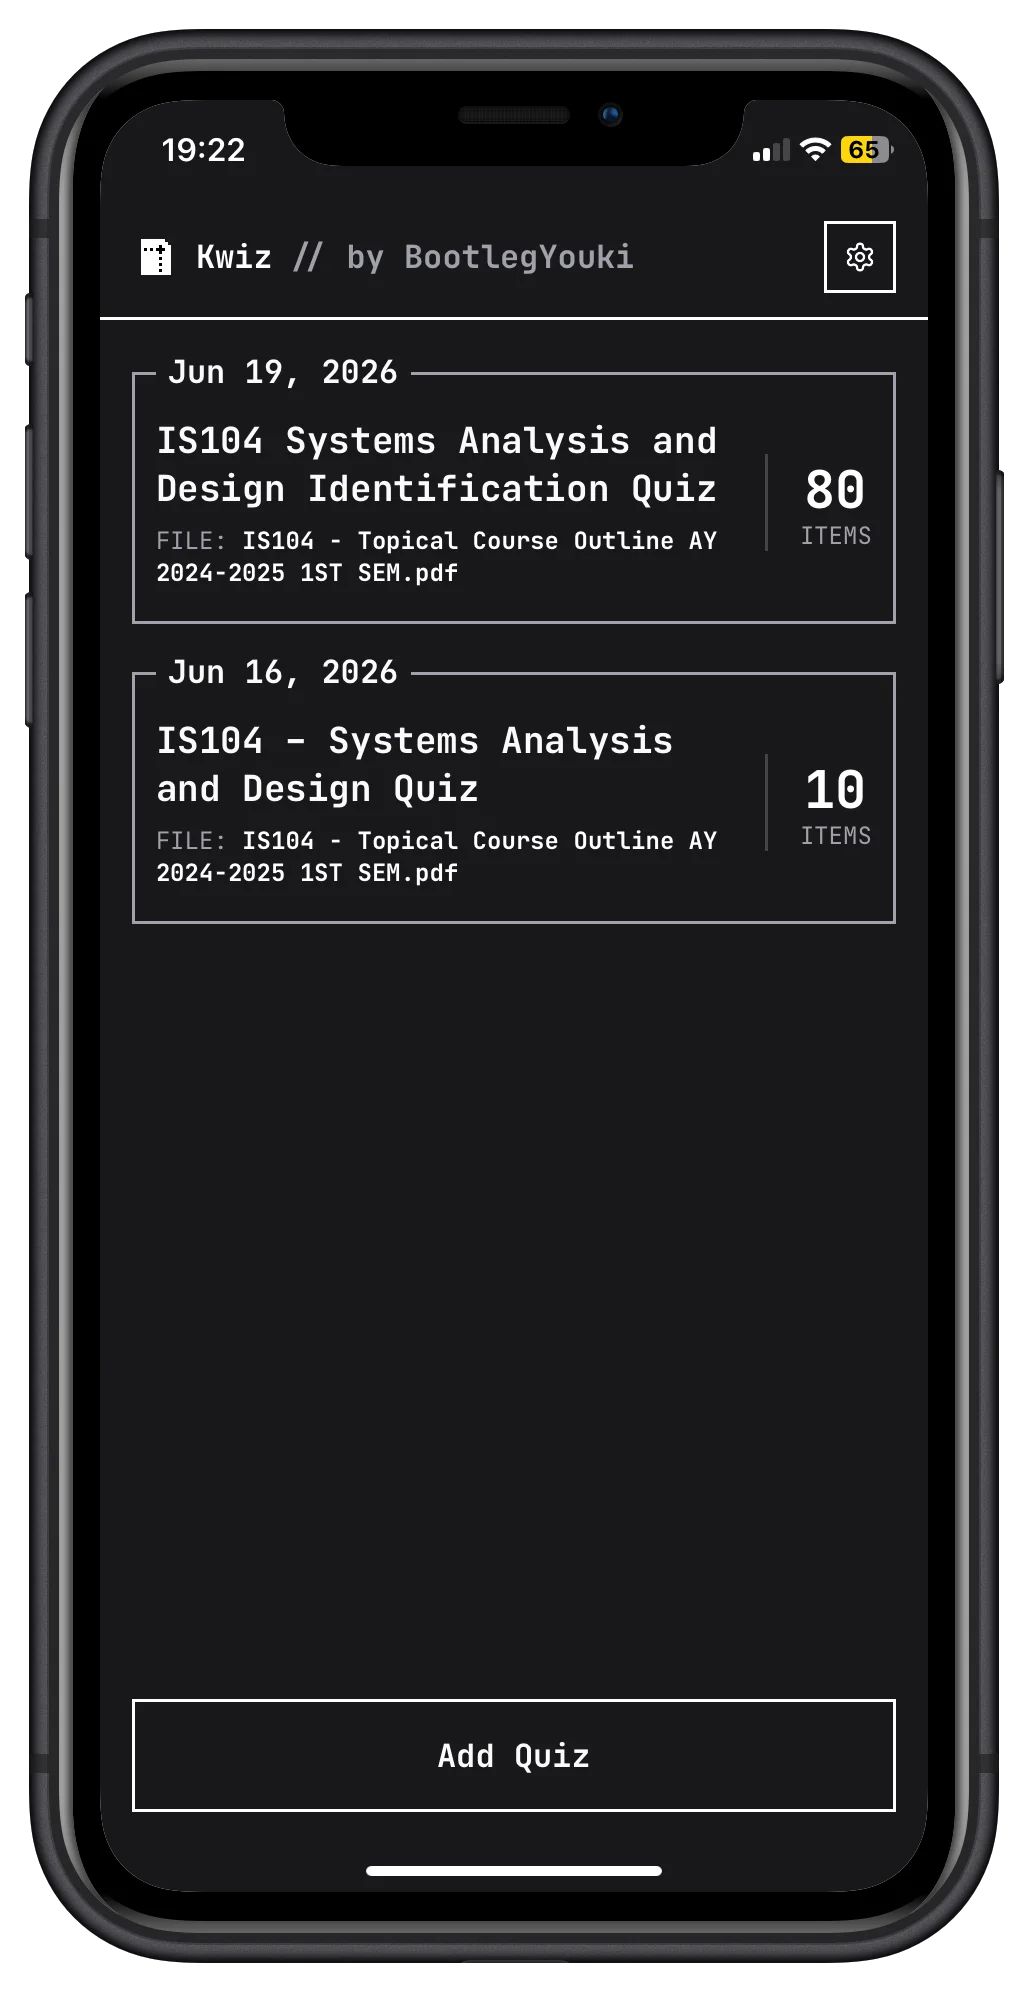 19:22
65
Kwiz // by BootlegYouki
Jun 19, 2026
IS104 Systems Analysis and
Design Identification Quiz
FILE: IS104 - Topical Course Outline AY
2024-2025 1ST SEM.pdf
80
ITEMS
Jun 16, 2026
IS104 – Systems Analysis
and Design Quiz
FILE: IS104 - Topical Course Outline AY
2024-2025 1ST SEM.pdf
10
ITEMS
Add Quiz